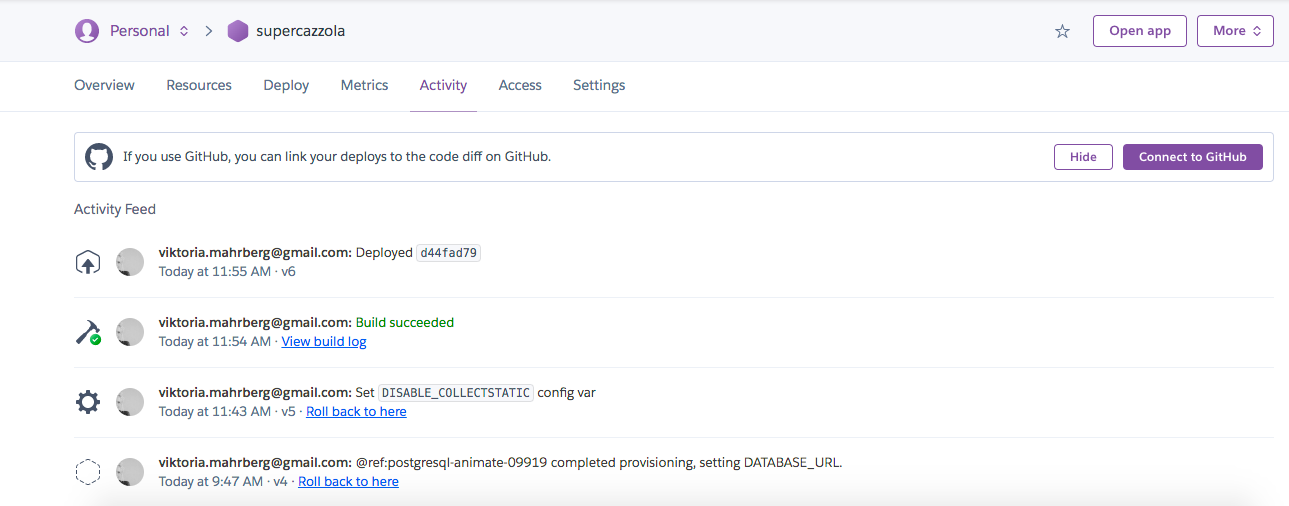 Personal supercazzola Open app More
Overview Resources Deploy Metrics Activity Access Settings
If you use GitHub, you can link your deploys to the code diff on GitHub. Hide Connect to GitHub
Activity Feed
viktoria.mahrberg@gmail.com: Deployed d44fad79
Today at 11:55 AM · v6
viktoria.mahrberg@gmail.com: Build succeeded
Today at 11:54 AM · View build log
viktoria.mahrberg@gmail.com: Set DISABLE_COLLECTSTATIC config var
Today at 11:43 AM · v5 · Roll back to here
viktoria.mahrberg@gmail.com: @ref:postgresql-animate-09919 completed provisioning, setting DATABASE_URL.
Today at 9:47 AM · v4 · Roll back to here